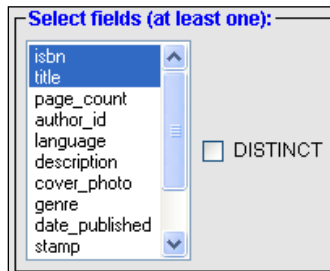 Select fields (at least one):
isbn
title
page_count
author_id
language
description
cover_photo
genre
date_published
stamp
DISTINCT